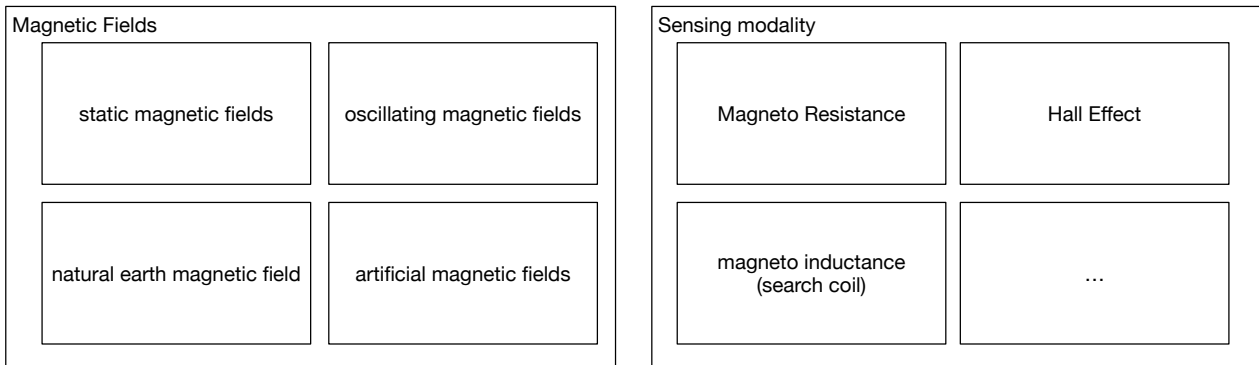 Magnetic Fields
static magnetic fields
oscillating magnetic fields
natural earth magnetic field
artificial magnetic fields
Sensing modality
Magneto Resistance
Hall Effect
magneto inductance
(search coil)
…